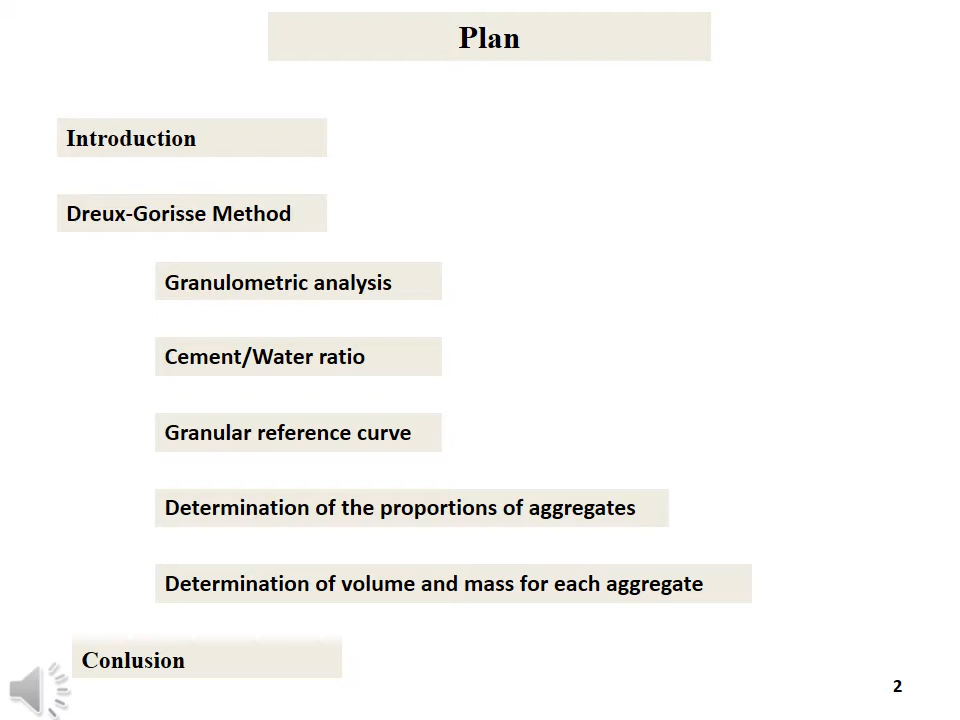 Plan
Introduction
Dreux-Gorisse Method
Granulometric analysis
Cement/Water ratio
Granular reference curve
Determination of the proportions of aggregates
Determination of volume and mass for each aggregate
Conlusion
2